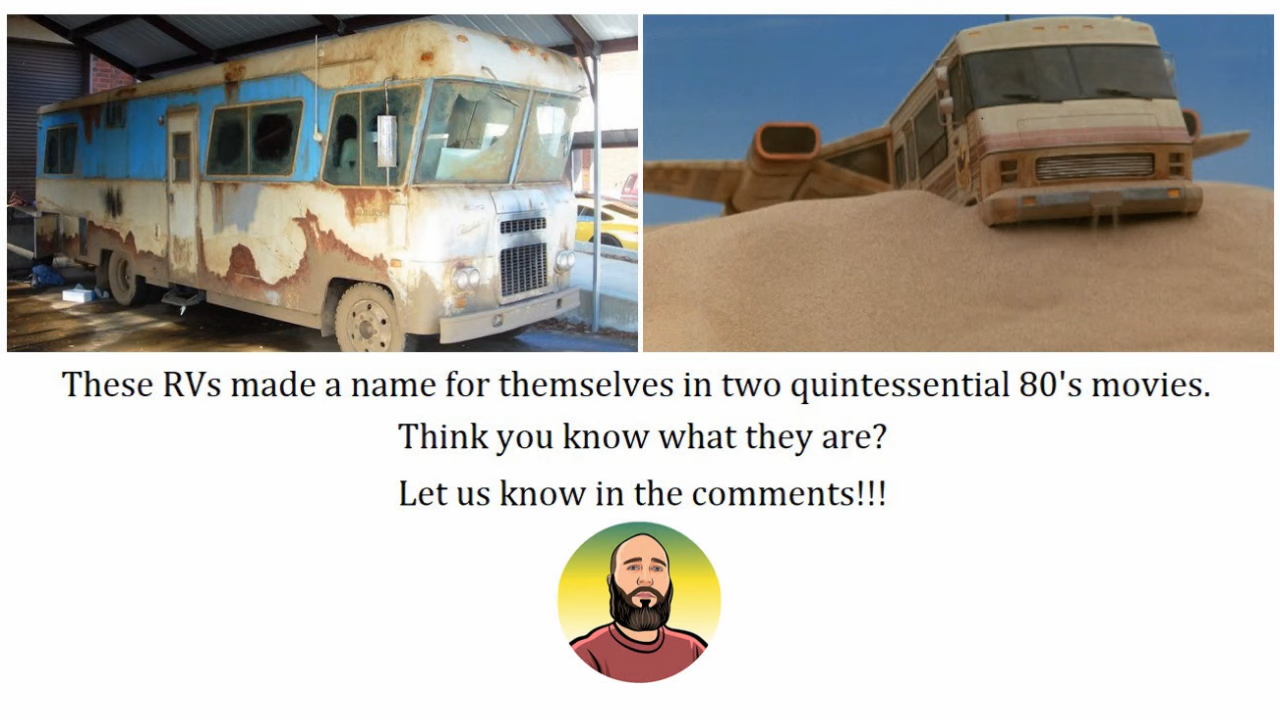 These RVs made a name for themselves in two quintessential 80's movies.
Think you know what they are?
Let us know in the comments!!!